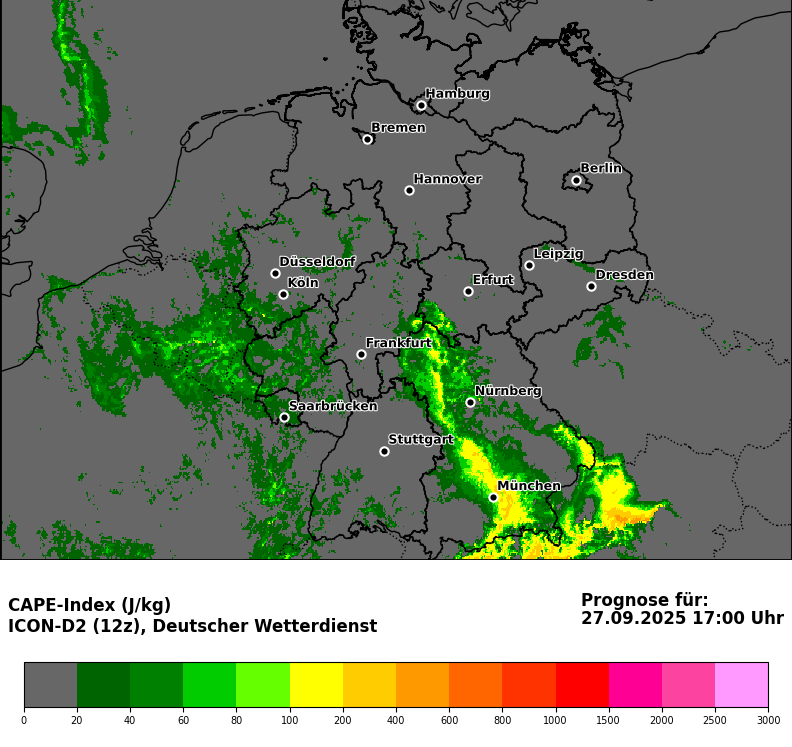 Hamburg
Bremen
Berlin
Hannover
Leipzig
Düsseldorf
Dresden
Köln
Erfurt
Frankfurt
Nürnberg
Saarbrücken
Stuttgart
München
CAPE-Index (J/kg)
ICON-D2 (12z), Deutscher Wetterdienst
Prognose für:
27.09.2025 17:00 Uhr
0 20 40 60 80 100 200 400 600 800 1000 1500 2000 2500 3000